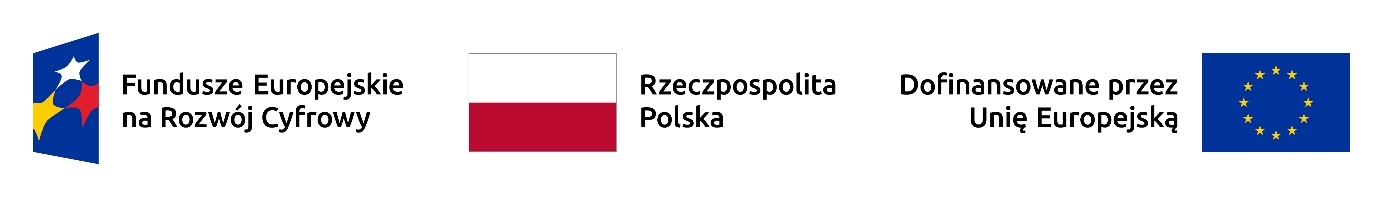 Fundusze Europejskie
na Rozwój Cyfrowy
Rzeczpospolita
Polska
Dofinansowane przez
Unię Europejską